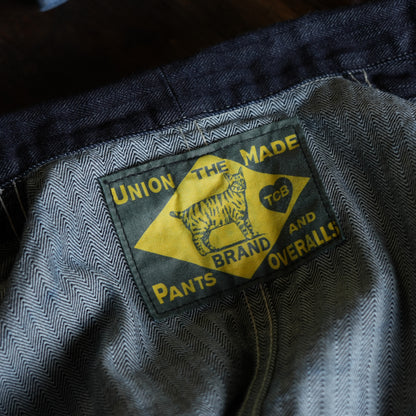 UNION MADE
THE
TCB
BRAND
PANTS AND OVERALLS